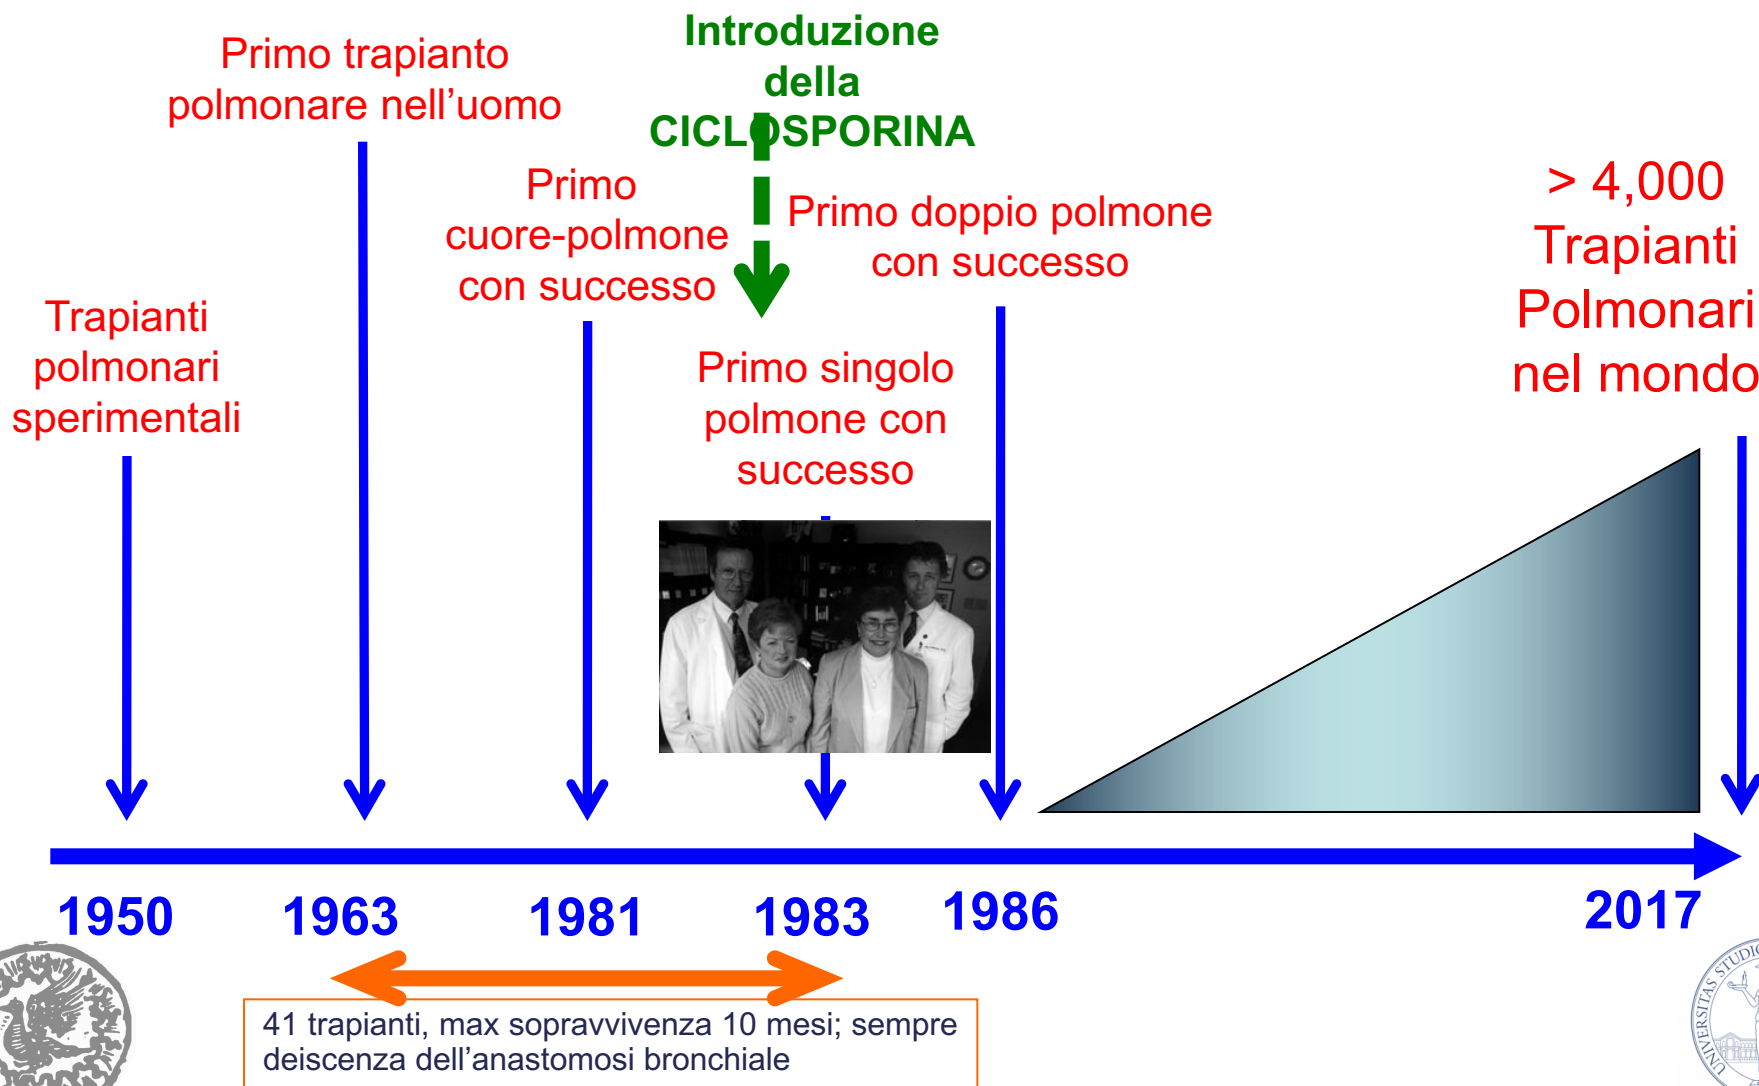 Introduzione
della
CICLOSPORINA
Primo trapianto
polmonare nell’uomo
Primo
cuore-polmone
con successo
Primo doppio polmone
con successo
> 4,000
Trapianti
Polmonari
nel mondo
Trapianti
polmonari
sperimentali
Primo singolo
polmone con
successo
1950
1963
1981
1983
1986
2017
41 trapianti, max sopravvivenza 10 mesi; sempre
deiscenza dell’anastomosi bronchiale